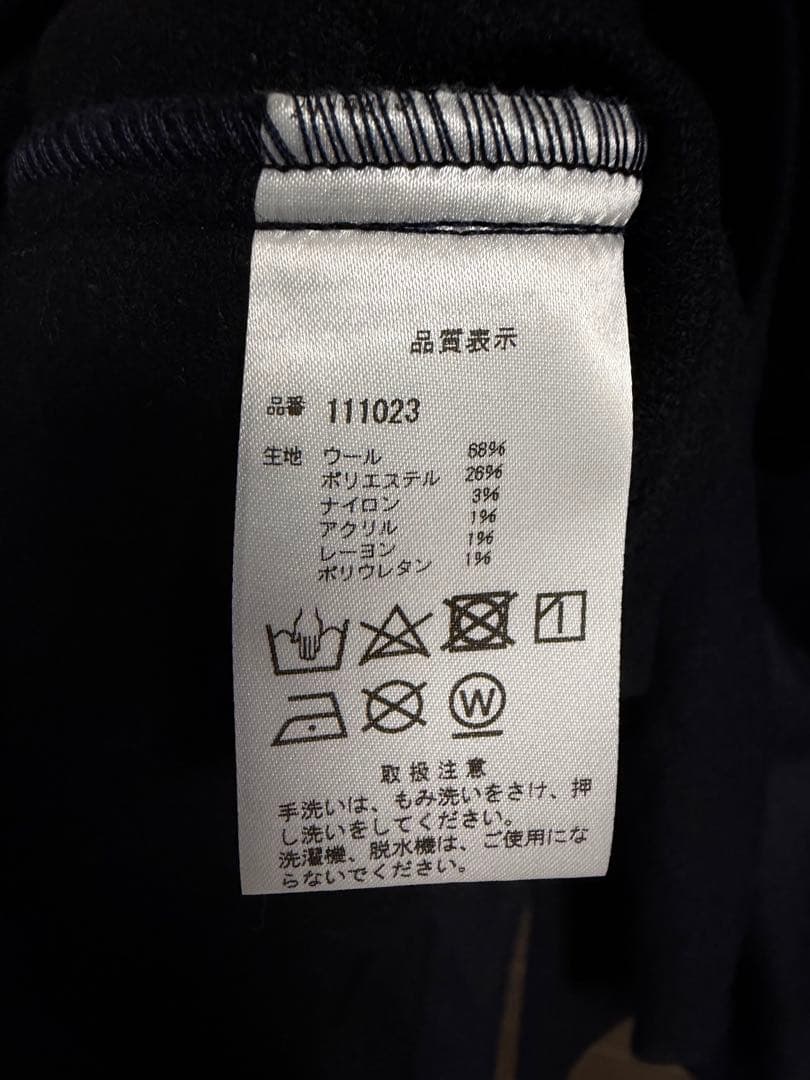 品質表示
品番 111023
生地 ウール 68%
ポリエステル 26%
ナイロン 3%
アクリル 1%
レーヨン 1%
ポリウレタン 1%
W
取扱注意
手洗いは、もみ洗いをさけ、押
し洗いをしてください。
洗濯機、脱水機は、ご使用にな
らないでください。